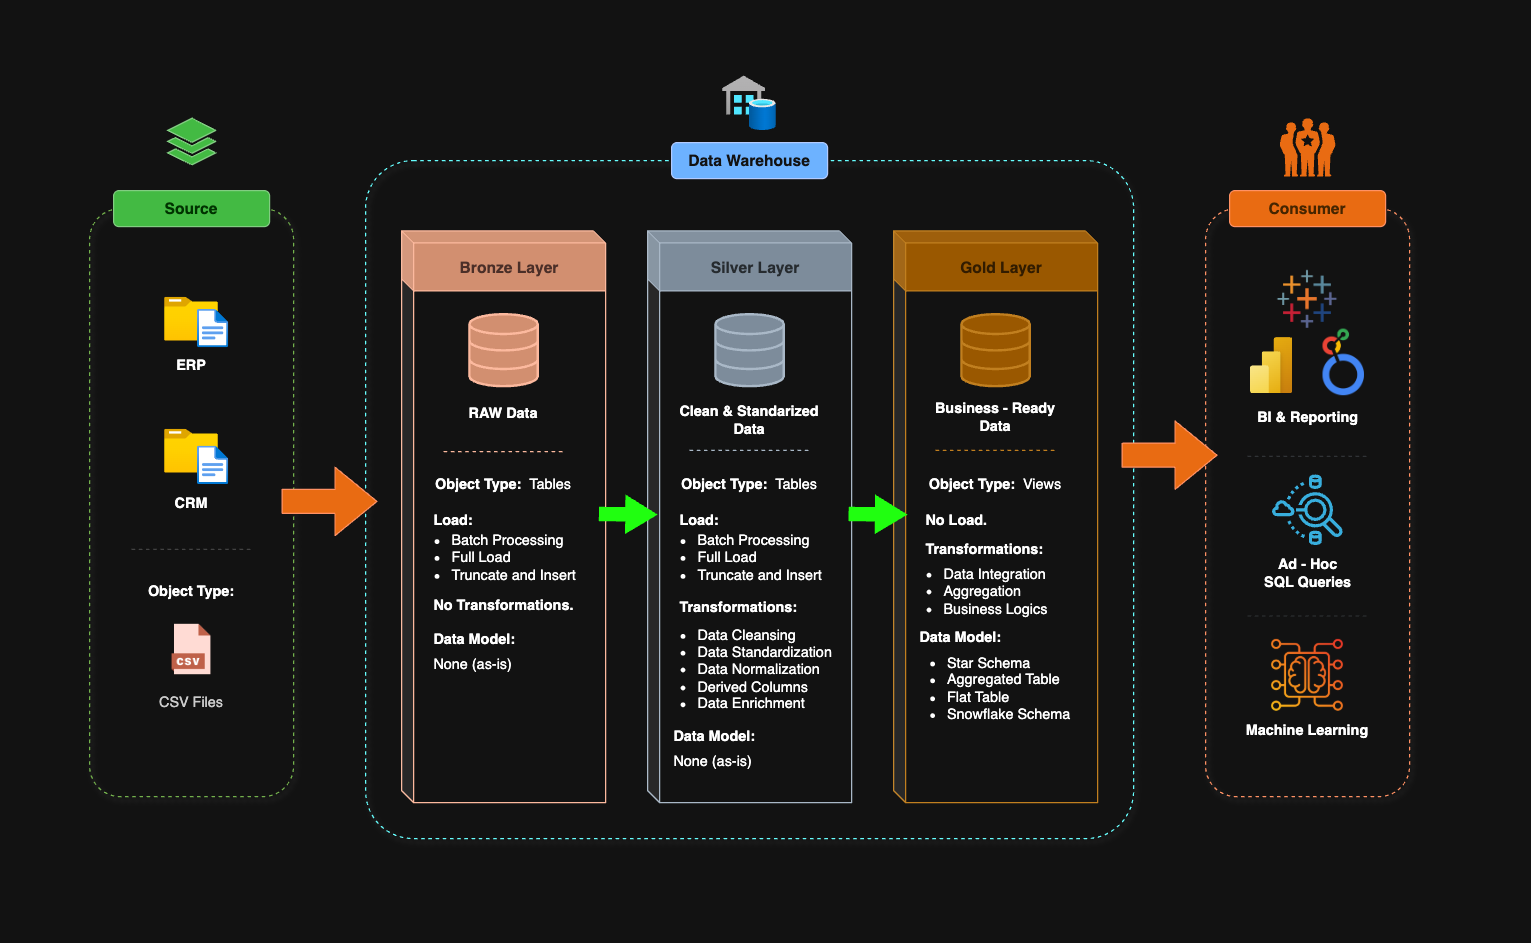 Data Warehouse
Source
ERP
CRM
Object Type:
CSV
CSV Files
Bronze Layer
RAW Data
Object Type: Tables
Load:
• Batch Processing
• Full Load
• Truncate and Insert
No Transformations.
Data Model:
None (as-is)
Silver Layer
Clean & Standarized
Data
Object Type: Tables
Load:
• Batch Processing
• Full Load
• Truncate and Insert
Transformations:
• Data Cleansing
• Data Standardization
• Data Normalization
• Derived Columns
• Data Enrichment
Data Model:
None (as-is)
Gold Layer
Business - Ready
Data
Object Type: Views
No Load.
Transformations:
• Data Integration
• Aggregation
• Business Logics
Data Model:
• Star Schema
• Aggregated Table
• Flat Table
• Snowflake Schema
Consumer
BI & Reporting
Ad - Hoc
SQL Queries
Machine Learning